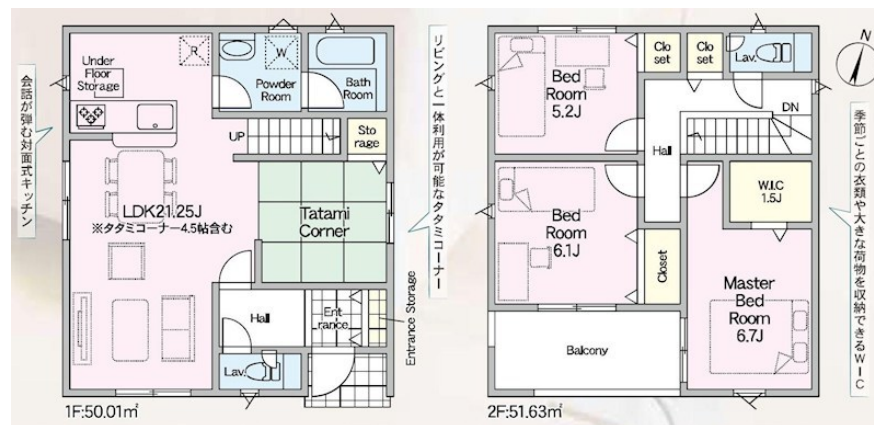 会話が弾む対面式キッチン
Under
Floor
Storage
R
W
Powder
Room
Bath
Room
UP
Sto
rage
LDK21.25J
※タタミコーナー4.5帖含む
Tatami
Corner
Hall
Ent
rance
Entrance Storage
Lav.
1F:50.01㎡
リビングと一体利用が可能なタタミコーナー
Bed
Room
5.2J
Clo
set
Clo
set
Lav.
N
DN
Hall
Bed
Room
6.1J
Closet
W.I.C
1.5J
Master
Bed
Room
6.7J
Balcony
2F:51.63㎡
季節ごとの衣類や大きな荷物を収納できるWIC